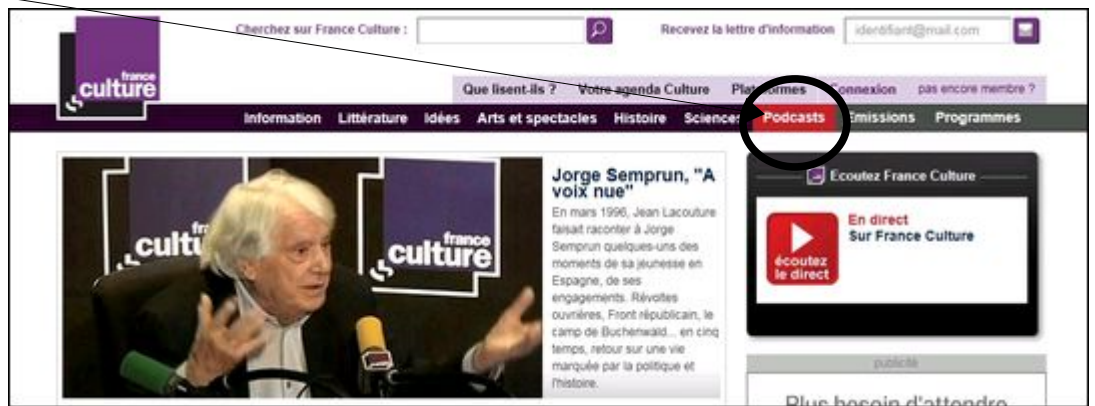 Cherchez sur France Culture :
Recevez la lettre d'information
identifiant@mail.com
france
culture
Que lisent-ils ? Votre agenda Culture Plateformes Connexion pas encore membre ?
Information Littérature Idées Arts et spectacles Histoire Sciences Podcasts Emissions Programmes
Jorge Semprun, "A
voix nue"
En mars 1996, Jean Lacouture
faisait raconter à Jorge
Semprun quelques-uns des
moments de sa jeunesse en
Espagne, de ses
engagements. Révoltes
ouvrières, Front républicain, le
camp de Buchenwald... en cinq
temps, retour sur une vie
marquée par la politique et
l'histoire.
france
cultu
france
culture
Ecoutez France Culture
En direct
Sur France Culture
écoutez
le direct
publicité
Plus besoin d'attendre